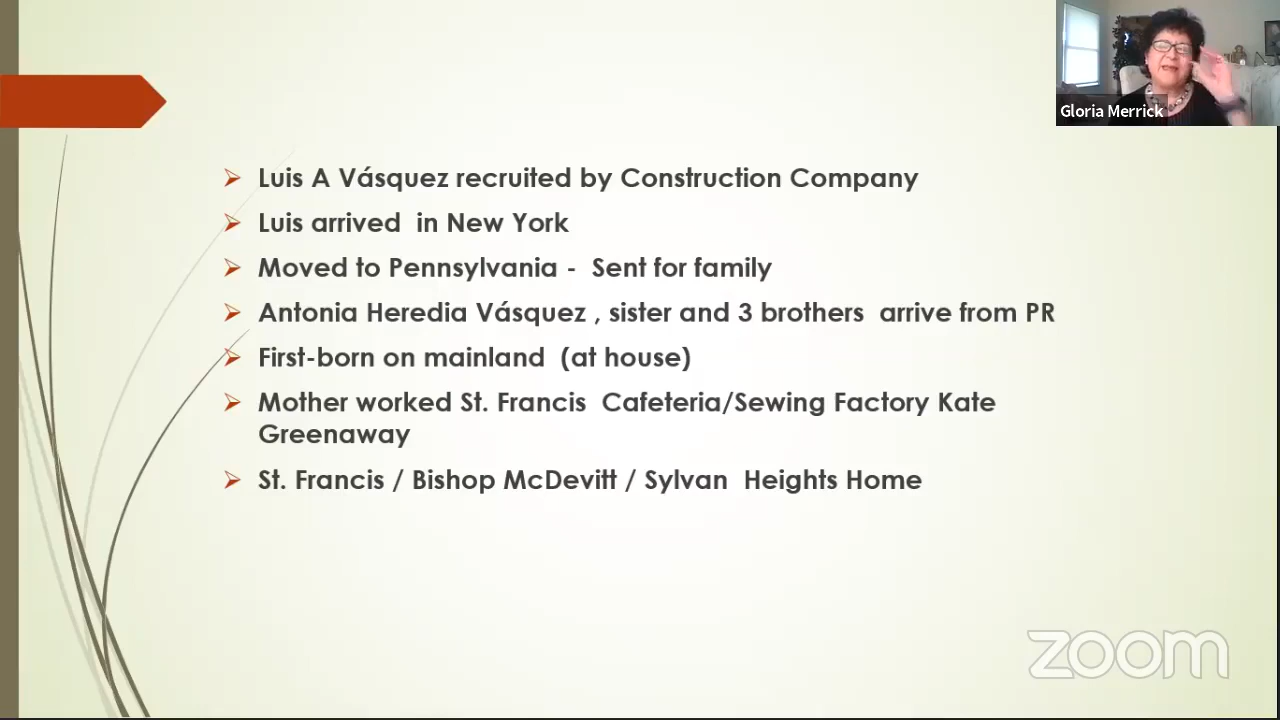 Gloria Merrick
Luis A Vásquez recruited by Construction Company
Luis arrived in New York
Moved to Pennsylvania - Sent for family
Antonia Heredia Vásquez , sister and 3 brothers arrive from PR
First-born on mainland (at house)
Mother worked St. Francis Cafeteria/Sewing Factory Kate
Greenaway
St. Francis / Bishop McDevitt / Sylvan Heights Home
zoom